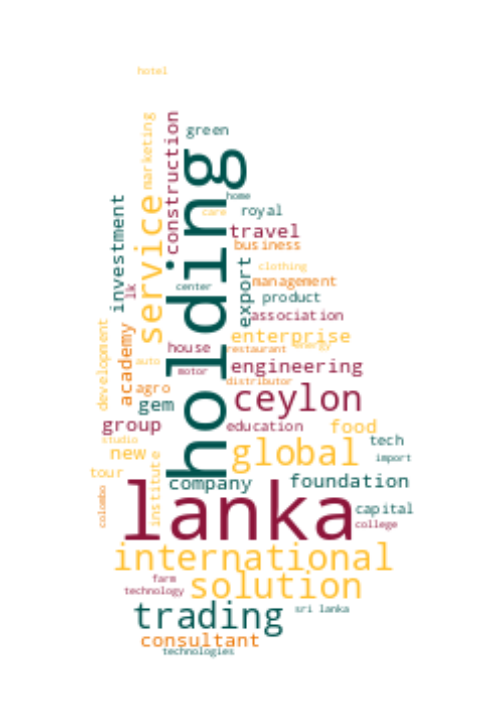 hotel
marketing
construction
green
holding
service
investment
home
care
royal
travel
business
center
export
clothing
management
lk
product
association
academy
development
enterprise
house
restaurant
energy
auto
motor
engineering
distributor
agro
gem
ceylon
group
education
food
studio
new
global
tech
import
tour
institute
company
foundation
colombo
lanka
capital
college
international
farm
technology
solution
trading
sri lanka
consultant
technologies